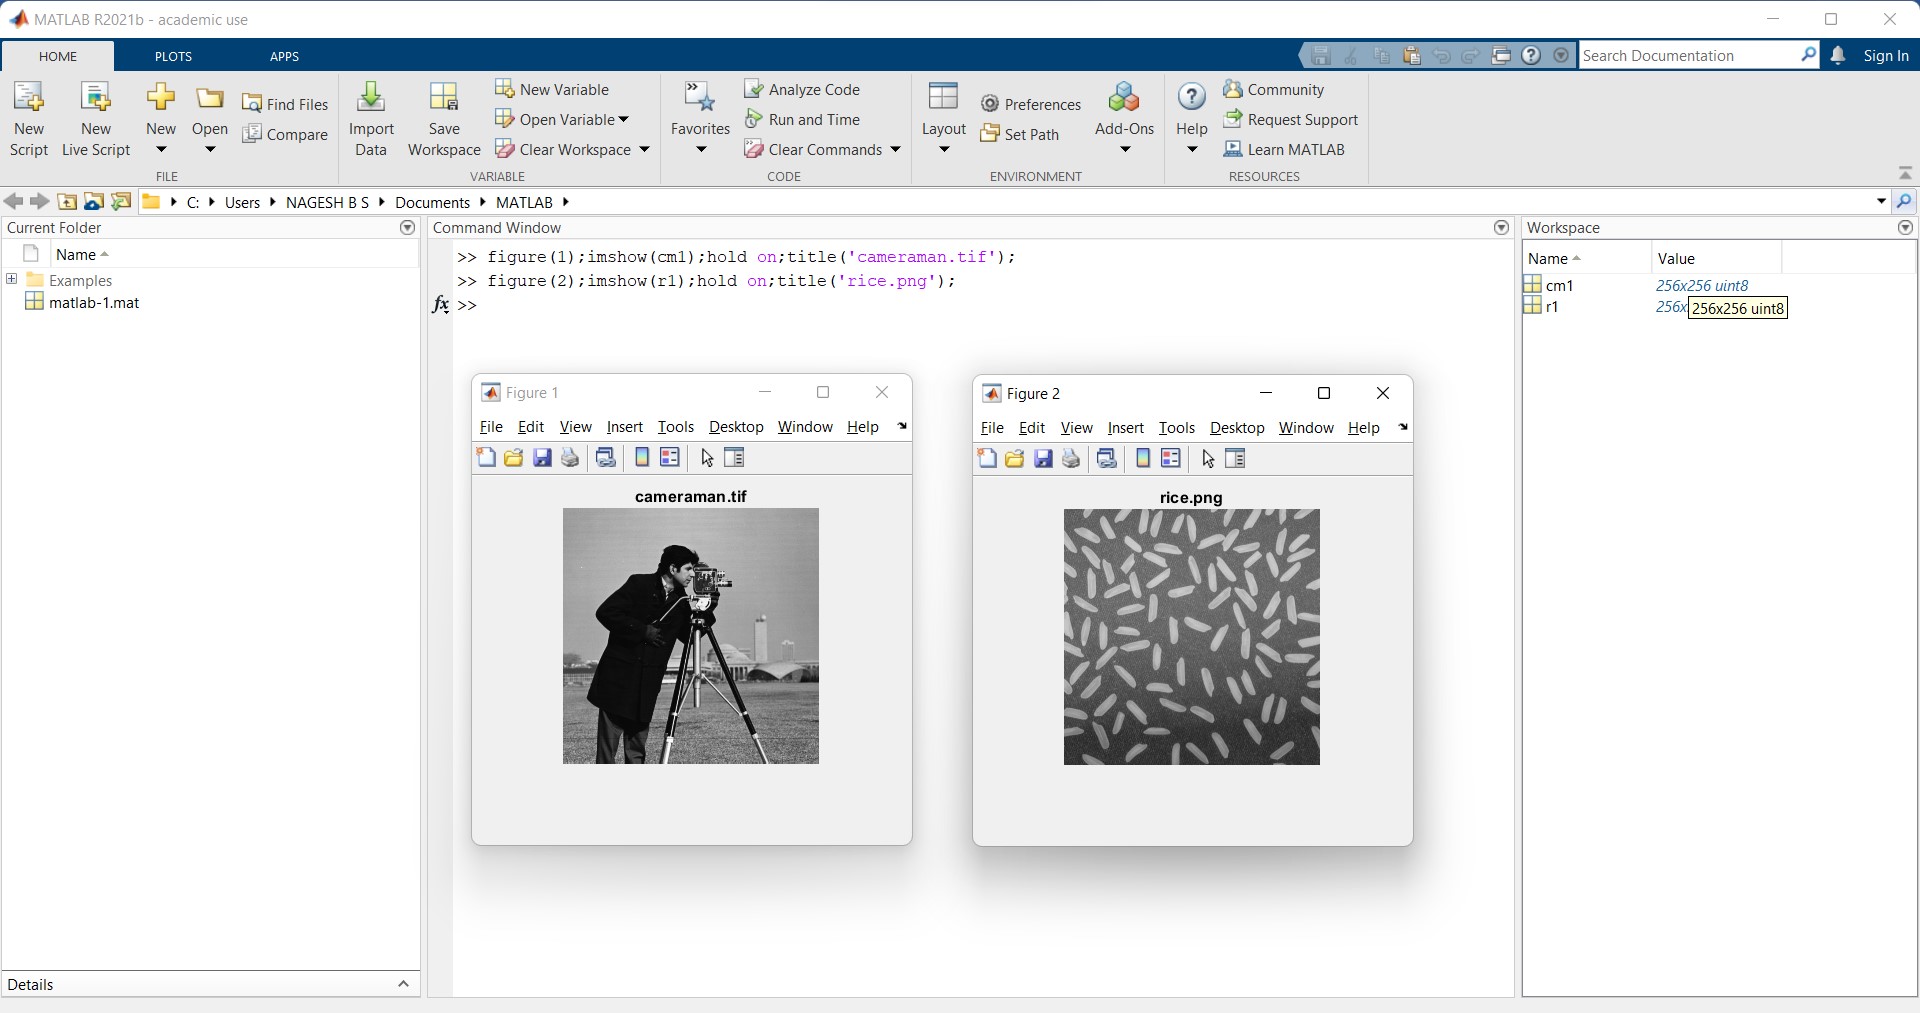 MATLAB R2021b - academic use
HOME PLOTS APPS
Search Documentation
Sign In
New Script
New Live Script
New
Open
Find Files
Compare
FILE
Import Data
Save Workspace
New Variable
Open Variable
Clear Workspace
VARIABLE
Favorites
Analyze Code
Run and Time
Clear Commands
CODE
Layout
Preferences
Set Path
Add-Ons
ENVIRONMENT
Help
Community
Request Support
Learn MATLAB
RESOURCES
C: Users NAGESH B S Documents MATLAB
Current Folder
Name
Examples
matlab-1.mat
Details
Command Window
>> figure(1);imshow(cm1);hold on;title('cameraman.tif');
>> figure(2);imshow(r1);hold on;title('rice.png');
fx >>
Figure 1
File Edit View Insert Tools Desktop Window Help
cameraman.tif
Figure 2
File Edit View Insert Tools Desktop Window Help
rice.png
Workspace
Name Value
cm1 256x256 uint8
r1 256x
256x256 uint8